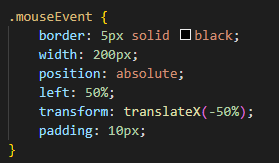 .mouseEvent {
    border: 5px solid black;
    width: 200px;
    position: absolute;
    left: 50%;
    transform: translateX(-50%);
    padding: 10px;
}